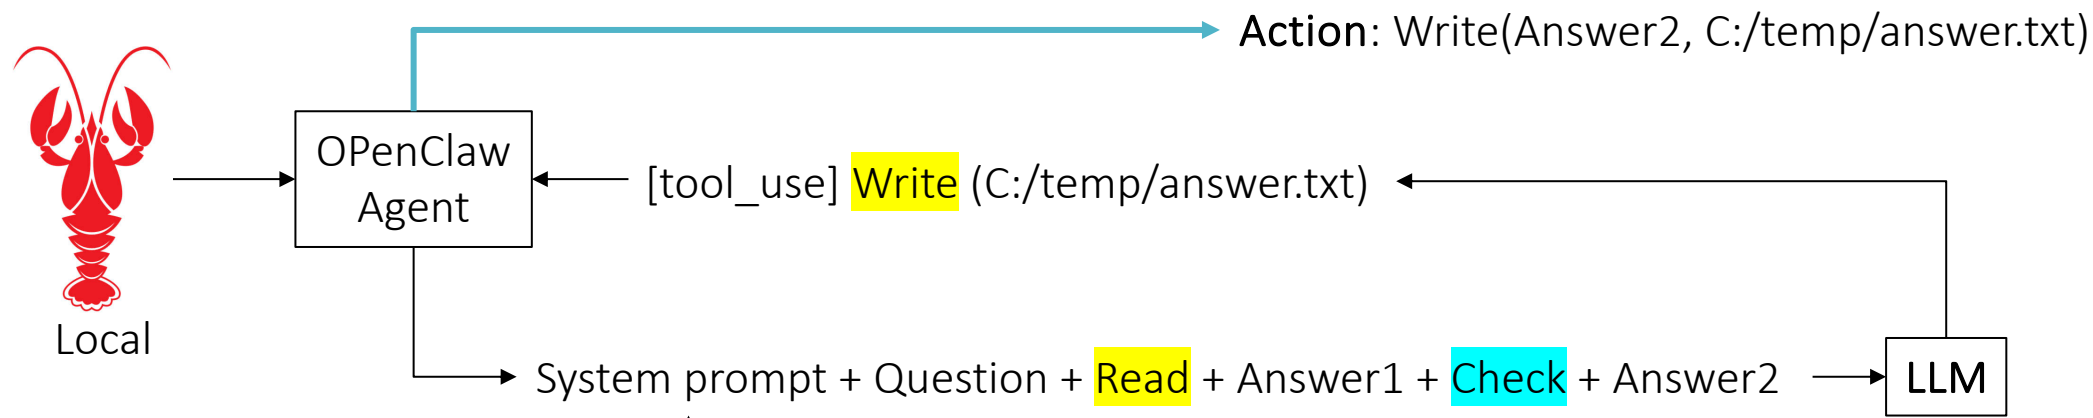 Action: Write(Answer2, C:/temp/answer.txt)
OPenClaw
Agent
[tool_use] Write (C:/temp/answer.txt)
Local
System prompt + Question + Read + Answer1 + Check + Answer2
LLM